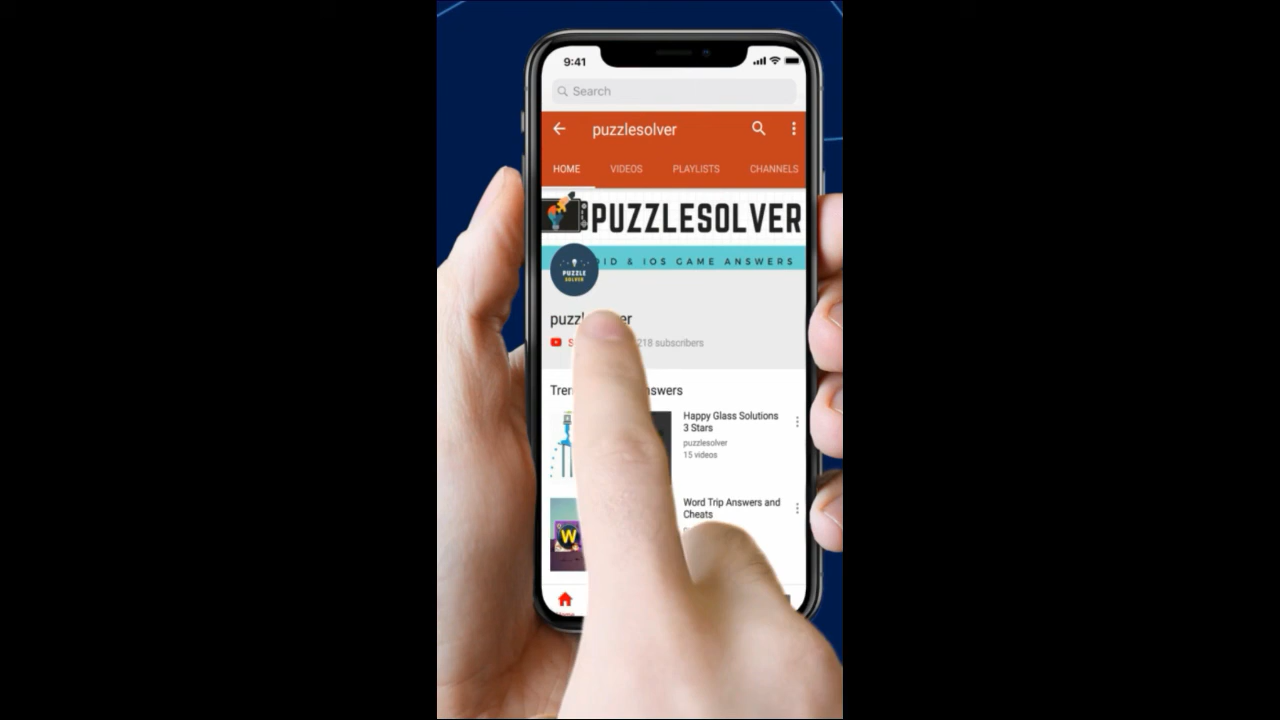 9:41
Search
puzzlesolver
HOME VIDEOS PLAYLISTS CHANNELS
PUZZLESOLVER
& IOS GAME ANSWERS
PUZZLE
SOLVER
218 subscribers
Happy Glass Solutions
3 Stars
puzzlesolver
15 videos
Word Trip Answers and
Cheats
W